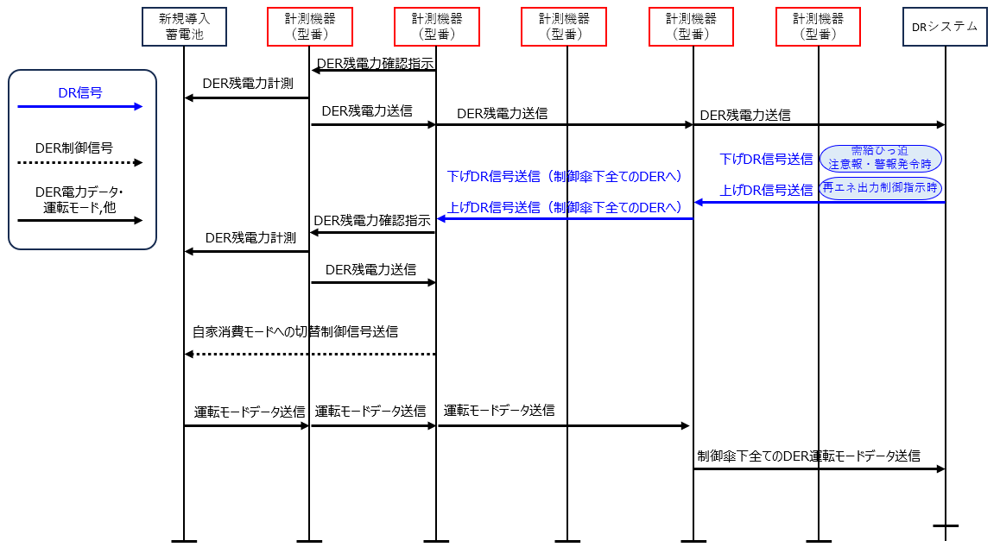 新規導入
蓄電池
計測機器
（型番）
計測機器
（型番）
計測機器
（型番）
計測機器
（型番）
計測機器
（型番）
DRシステム
DR信号
DER制御信号
DER電力データ・
運転モード,他
DER残電力確認指示
DER残電力計測
DER残電力送信
DER残電力送信
DER残電力送信
下げDR信号送信
需給ひっ迫
注意報・警報発令時
下げDR信号送信（制御傘下全てのDERへ）
上げDR信号送信
再エネ出力制御指示時
上げDR信号送信（制御傘下全てのDERへ）
DER残電力確認指示
DER残電力計測
DER残電力送信
自家消費モードへの切替制御信号送信
運転モードデータ送信
運転モードデータ送信
運転モードデータ送信
制御傘下全てのDER運転モードデータ送信